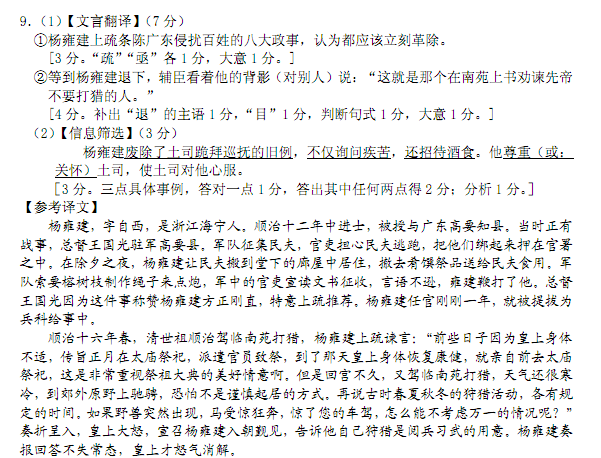 9.（1）【文言翻译】（7 分）
①杨雍建上疏条陈广东侵扰百姓的八大政事，认为都应该立刻革除。
[3 分。“疏”“亟”各 1 分，大意 1 分。]
②等到杨雍建退下，辅臣看着他的背影（对别人）说：“这就是那个在南苑上书劝谏先帝
不要打猎的人。”
[4 分。补出“退”的主语 1 分，“目”1 分，判断句式 1 分，大意 1 分。]
（2）【信息筛选】（3 分）
杨雍建废除了土司跪拜巡抚的旧例，不仅询问疾苦，还招待酒食。他尊重（或：
关怀）土司，使土司对他心服。
[3 分。三点具体事例，答对一点 1 分，答出其中任何两点得 2 分；分析 1 分。]
【参考译文】
杨雍建，字自西，是浙江海宁人。顺治十二年中进士，被授与广东高要知县。当时正有
战事，总督王国光驻军高要县。军队征集民夫，官吏担心民夫逃跑，把他们绑起来押在官署
之中。在除夕之夜，杨雍建让民夫搬到堂下的廊屋中居住，撤去肴馔祭品送给民夫食用。军
队索要榕树枝制作绳子来点炮，军中的官吏宣读文书征收，言语不逊，雍建鞭打了他。总督
王国光因为这件事称赞杨雍建方正刚直，特意上疏推荐。杨雍建任官刚刚一年，就被提拔为
兵科给事中。
顺治十六年春，清世祖顺治驾临南苑打猎，杨雍建上疏谏言：“前些日子因为皇上身体
不适，传旨正月在太庙祭祀，派遣官员致祭，到了那天皇上身体恢复康健，就亲自前去太庙
祭祀，这是非常重视祭祖大典的美好情意啊。但是回宫不久，又驾临南苑打猎，天气还很寒
冷，到郊外原野上驰骋，恐怕不是谨慎起居的方式。再说古时春夏秋冬的狩猎活动，各有规
定的时间。如果野兽突然出现，马受惊狂奔，惊了您的车驾，怎么能不考虑万一的情况呢？”
奏折呈入，皇上大怒，宣召杨雍建入朝觐见，告诉他自己狩猎是阅兵习武的用意。杨雍建奏
报回答不失常态，皇上才怒气消解。